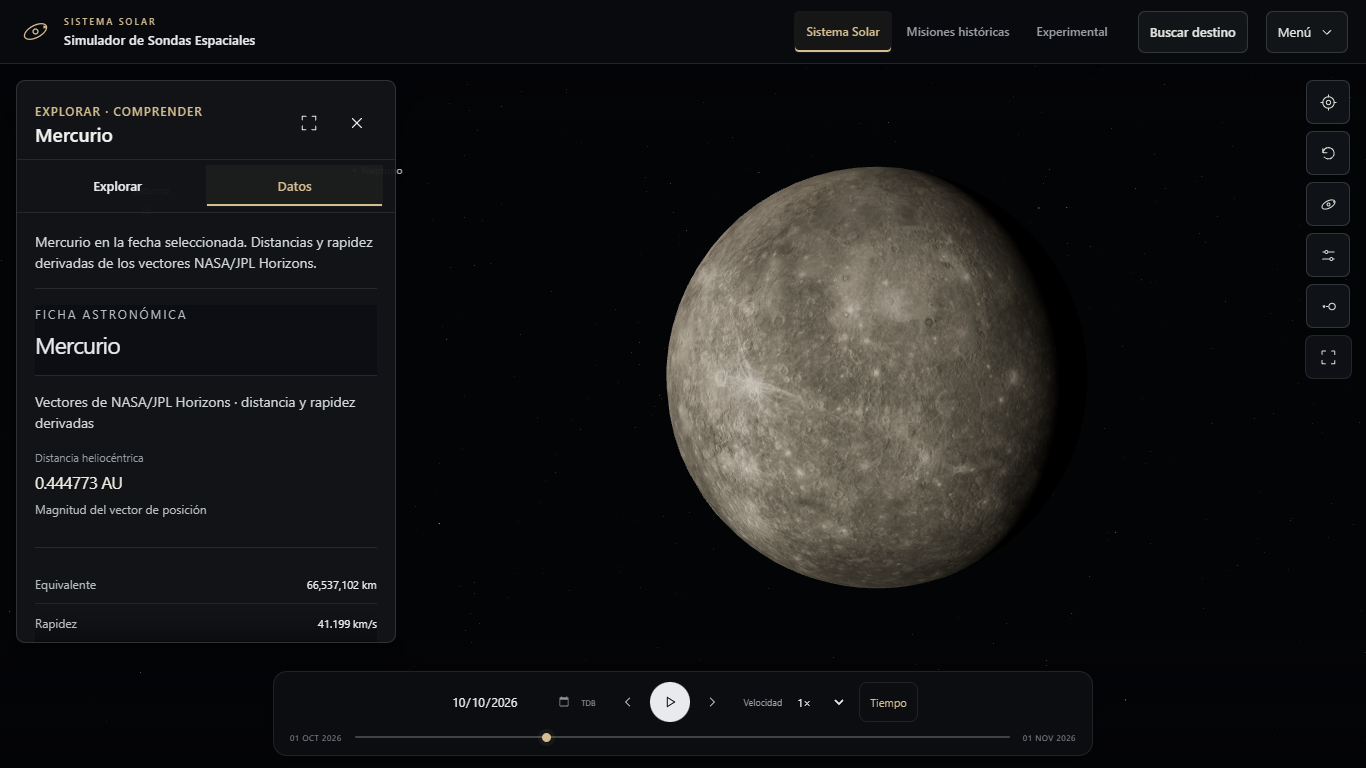 SISTEMA SOLAR
Simulador de Sondas Espaciales
Sistema Solar
Misiones históricas
Experimental
Buscar destino
Menú
EXPLORAR · COMPRENDER
Mercurio
Explorar
Datos
Mercurio en la fecha seleccionada. Distancias y rapidez
derivadas de los vectores NASA/JPL Horizons.
FICHA ASTRONÓMICA
Mercurio
Vectores de NASA/JPL Horizons · distancia y rapidez
derivadas
Distancia heliocéntrica
0.444773 AU
Magnitud del vector de posición
Equivalente 66,537,102 km
Rapidez 41.199 km/s
10/10/2026 TDB Velocidad 1× Tiempo
01 OCT 2026 01 NOV 2026